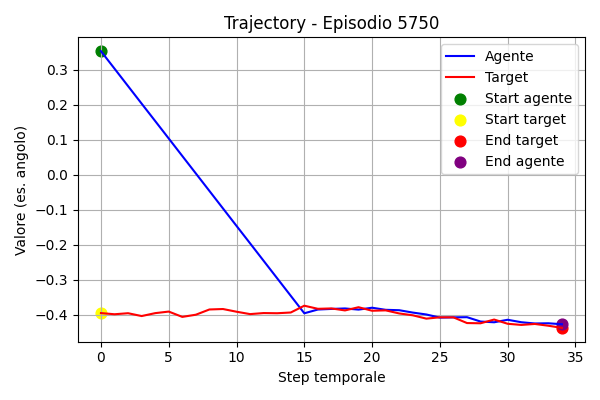 Trajectory - Episodio 5750
Agente
Target
Start agente
Start target
End target
End agente
Valore (es. angolo)
0.3
0.2
0.1
0.0
−0.1
−0.2
−0.3
−0.4
0 5 10 15 20 25 30 35
Step temporale